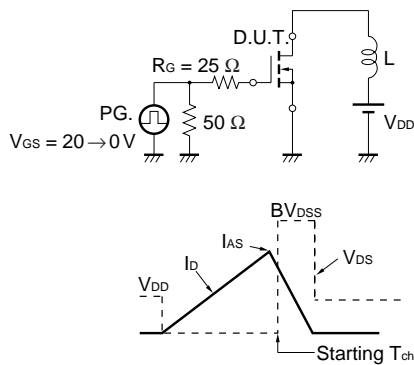 D.U.T.
RG = 25 Ω
L
PG.
50 Ω
VDD
VGS = 20 → 0 V
BVDSS
IAS
ID
VDS
VDD
Starting Tch